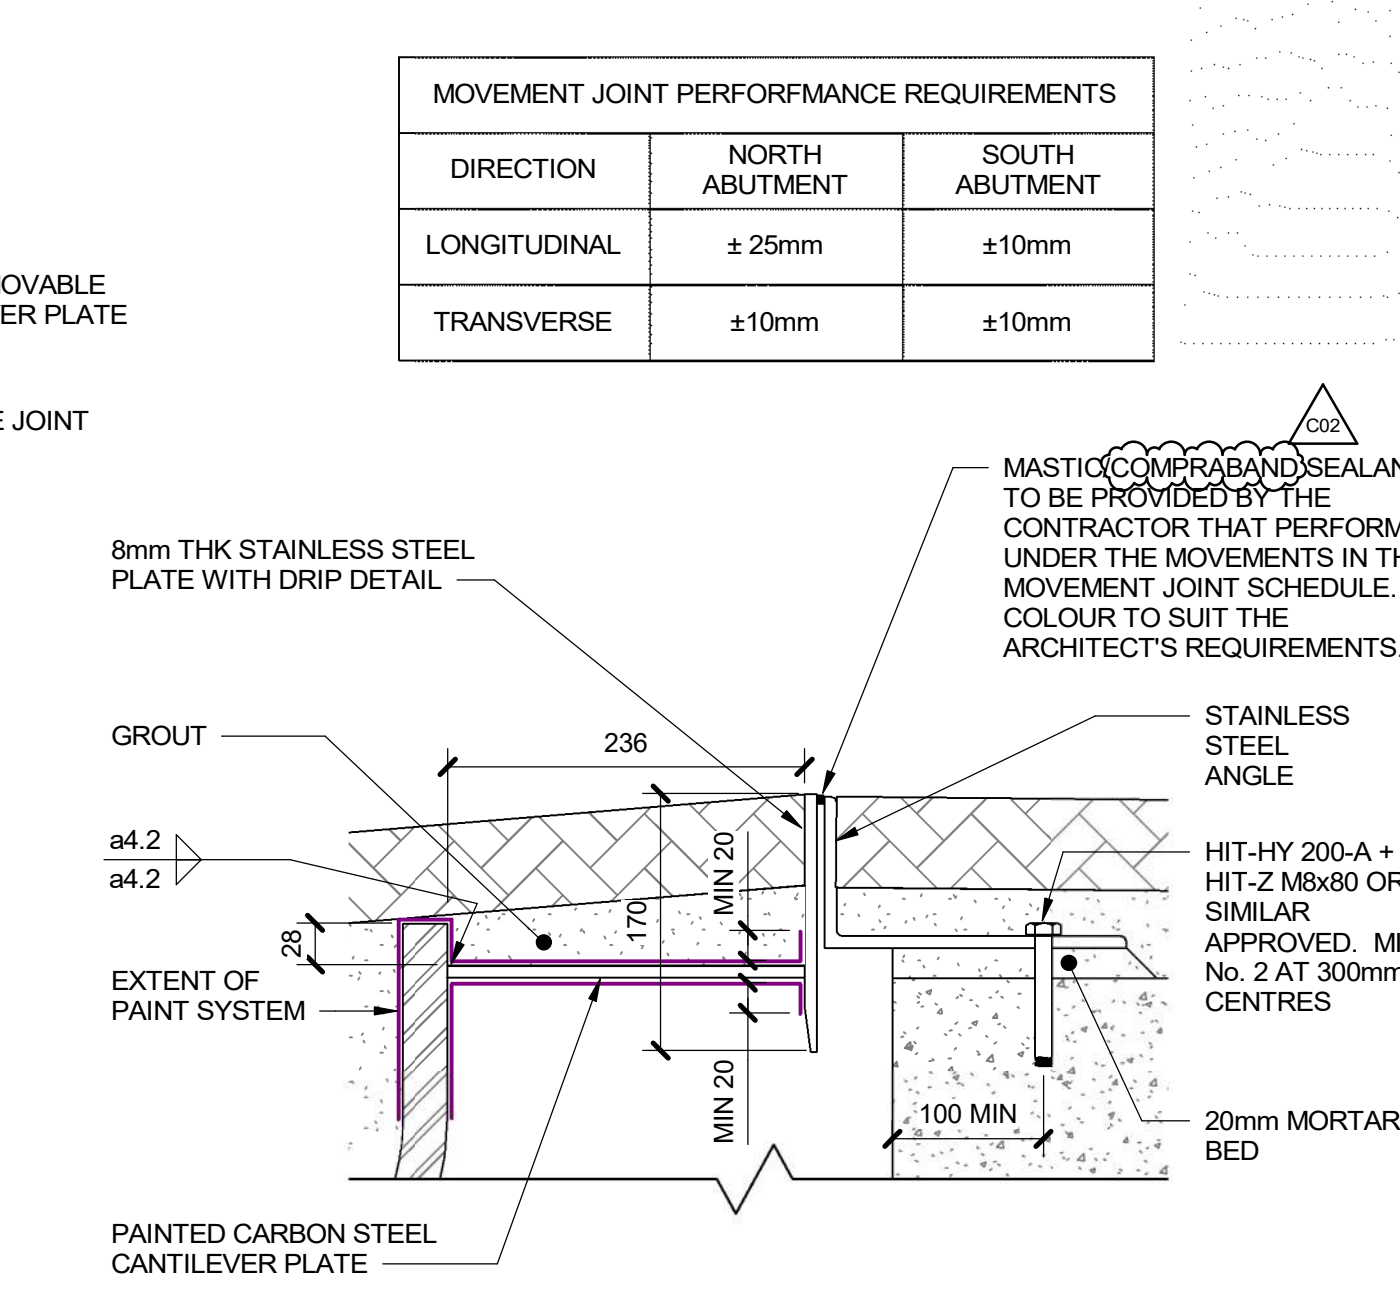 MOVEMENT JOINT PERFORFMANCE REQUIREMENTS
DIRECTION
NORTH
ABUTMENT
SOUTH
ABUTMENT
LONGITUDINAL
± 25mm
±10mm
TRANSVERSE
±10mm
±10mm
OVABLE
ER PLATE
JOINT
C02
MASTIC/COMPRABAND SEALAN
TO BE PROVIDED BY THE
CONTRACTOR THAT PERFORM
UNDER THE MOVEMENTS IN TH
MOVEMENT JOINT SCHEDULE.
COLOUR TO SUIT THE
ARCHITECT'S REQUIREMENTS.
8mm THK STAINLESS STEEL
PLATE WITH DRIP DETAIL
GROUT
236
STAINLESS
STEEL
ANGLE
a4.2
a4.2
MIN 20
170
28
HIT-HY 200-A +
HIT-Z M8x80 OR
SIMILAR
APPROVED. MI
No. 2 AT 300mm
CENTRES
EXTENT OF
PAINT SYSTEM
MIN 20
100 MIN
20mm MORTAR
BED
PAINTED CARBON STEEL
CANTILEVER PLATE